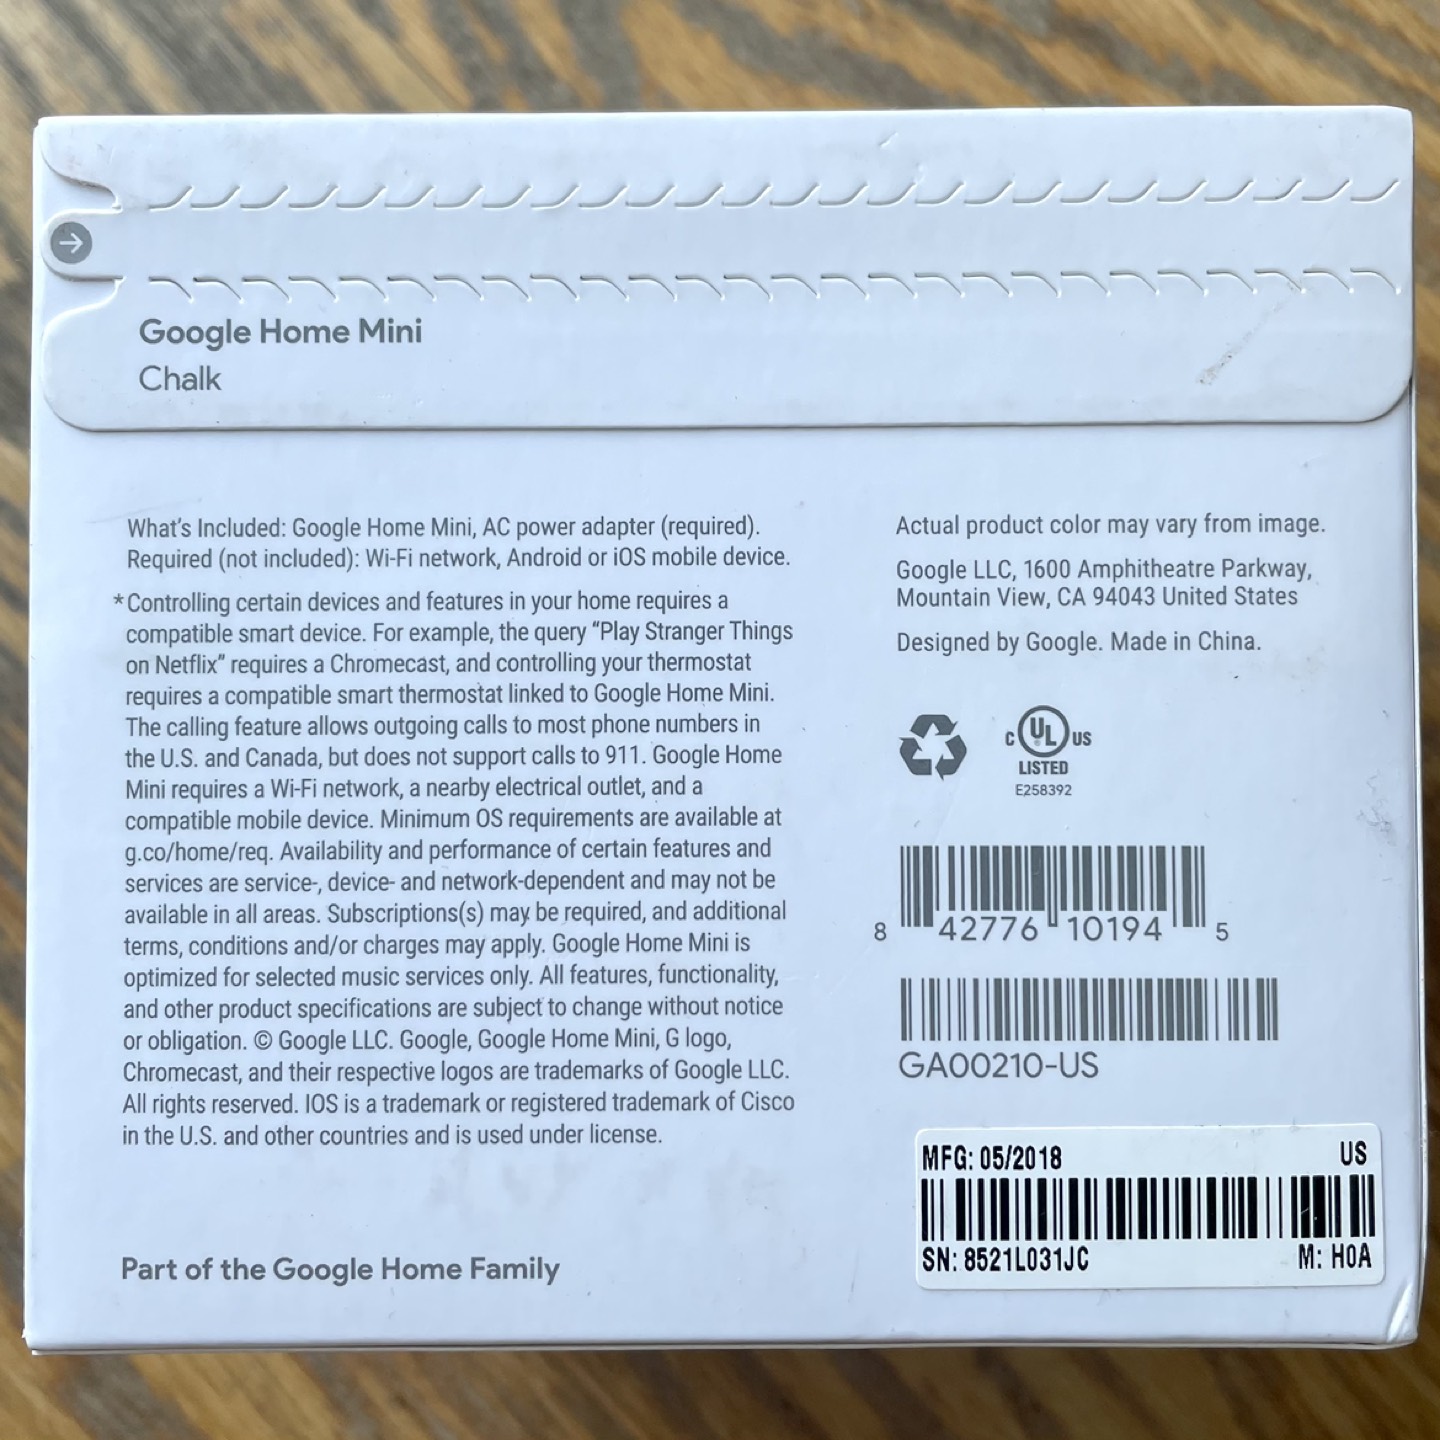 Google Home Mini
Chalk
What's Included: Google Home Mini, AC power adapter (required).
Required (not included): Wi-Fi network, Android or iOS mobile device.
*Controlling certain devices and features in your home requires a
compatible smart device. For example, the query “Play Stranger Things
on Netflix” requires a Chromecast, and controlling your thermostat
requires a compatible smart thermostat linked to Google Home Mini.
The calling feature allows outgoing calls to most phone numbers in
the U.S. and Canada, but does not support calls to 911. Google Home
Mini requires a Wi-Fi network, a nearby electrical outlet, and a
compatible mobile device. Minimum OS requirements are available at
g.co/home/req. Availability and performance of certain features and
services are service-, device- and network-dependent and may not be
available in all areas. Subscriptions(s) may be required, and additional
terms, conditions and/or charges may apply. Google Home Mini is
optimized for selected music services only. All features, functionality,
and other product specifications are subject to change without notice
or obligation. © Google LLC. Google, Google Home Mini, G logo,
Chromecast, and their respective logos are trademarks of Google LLC.
All rights reserved. IOS is a trademark or registered trademark of Cisco
in the U.S. and other countries and is used under license.
Part of the Google Home Family
Actual product color may vary from image.
Google LLC, 1600 Amphitheatre Parkway,
Mountain View, CA 94043 United States
Designed by Google. Made in China.
C UL US
LISTED
E258392
8 42776 10194 5
GA00210-US
MFG: 05/2018 US
SN: 8521L031JC M: H0A